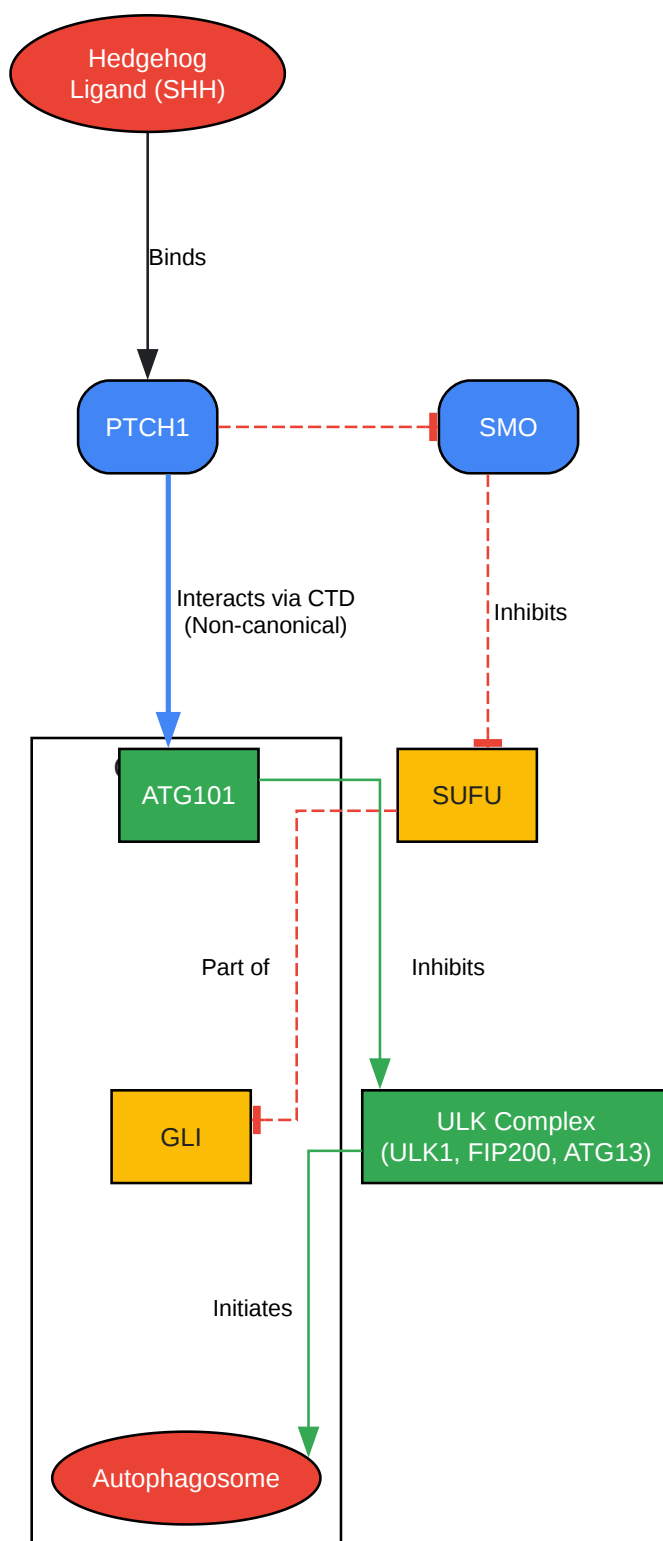 Hedgehog
Ligand (SHH)
Binds
PTCH1
SMO
Interacts via CTD
(Non-canonical)
Inhibits
ATG101
SUFU
Part of
Inhibits
GLI
ULK Complex
(ULK1, FIP200, ATG13)
Initiates
Autophagosome